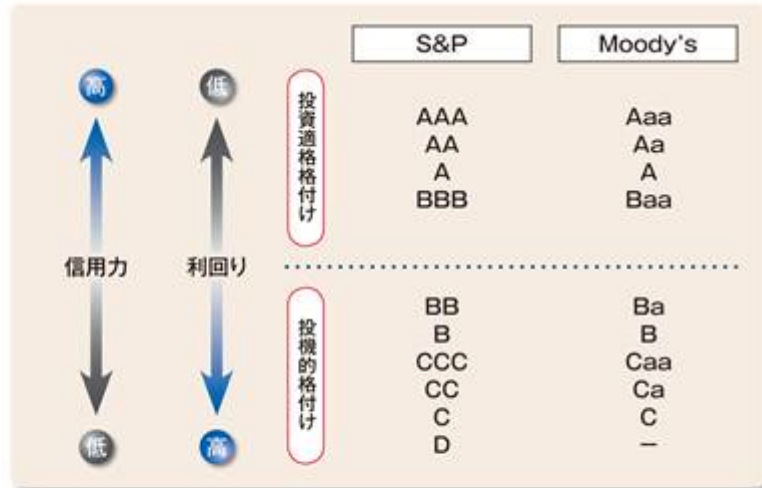 S&P Moody's
高 低
投資適格格付け
AAA Aaa
AA Aa
A A
BBB Baa
信用力 利回り
投機的格付け
BB Ba
B B
CCC Caa
CC Ca
C C
D −
低 高